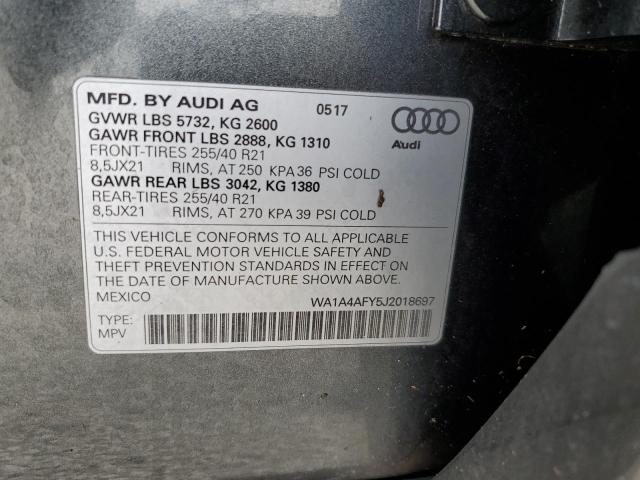 MFD. BY AUDI AG 0517
GVWR LBS 5732, KG 2600
GAWR FRONT LBS 2888, KG 1310
FRONT-TIRES 255/40 R21
8,5JX21 RIMS, AT 250 KPA 36 PSI COLD
GAWR REAR LBS 3042, KG 1380
REAR-TIRES 255/40 R21
8,5JX21 RIMS, AT 270 KPA 39 PSI COLD
Audi
THIS VEHICLE CONFORMS TO ALL APPLICABLE
U.S. FEDERAL MOTOR VEHICLE SAFETY AND
THEFT PREVENTION STANDARDS IN EFFECT ON
THE DATE OF MANUFACTURE SHOWN ABOVE.
MEXICO WA1A4AFY5J2018697
TYPE:
MPV